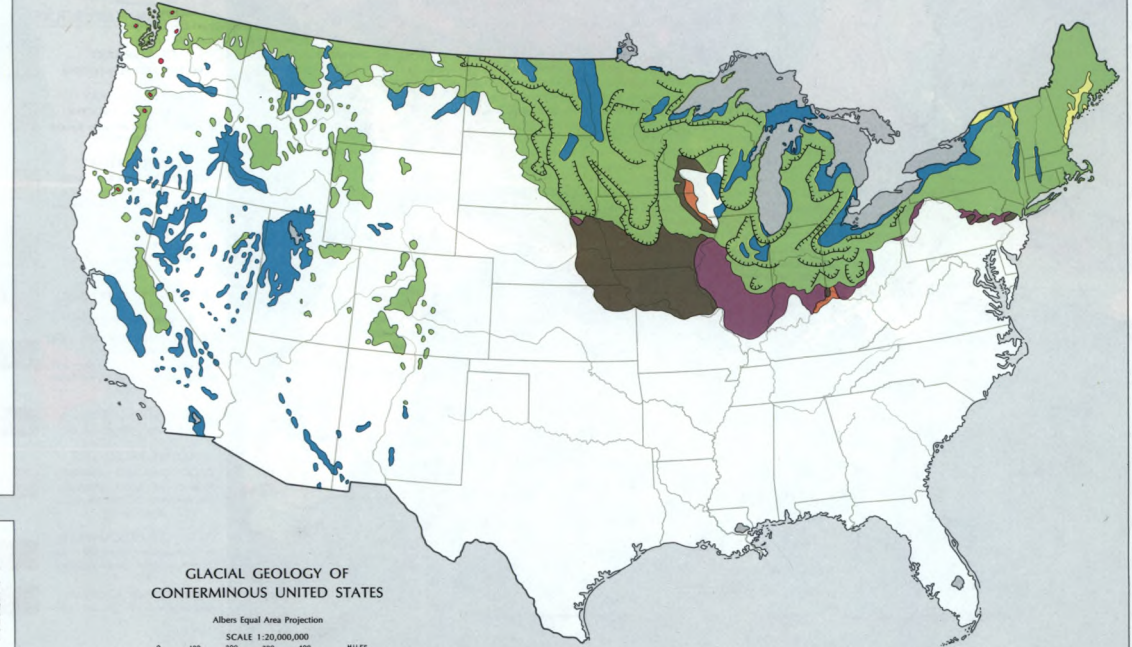 GLACIAL GEOLOGY OF
CONTERMINOUS UNITED STATES
Albers Equal Area Projection
SCALE 1:20,000,000